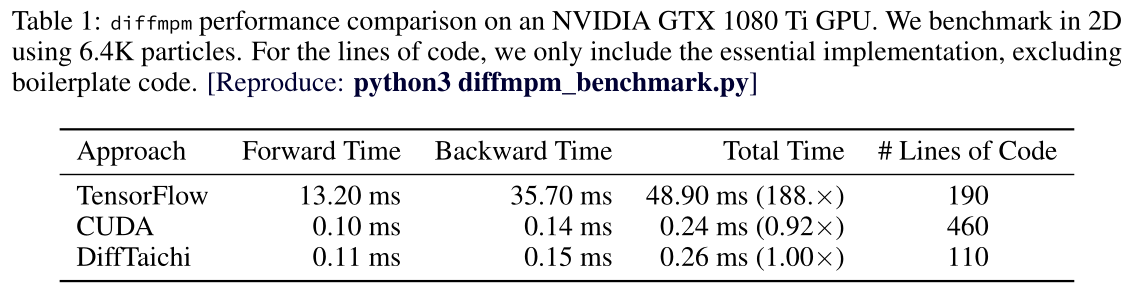 Table 1: diffmpm performance comparison on an NVIDIA GTX 1080 Ti GPU. We benchmark in 2D
using 6.4K particles. For the lines of code, we only include the essential implementation, excluding
boilerplate code. [Reproduce: python3 diffmpm_benchmark.py]
Approach Forward Time Backward Time Total Time # Lines of Code
TensorFlow 13.20 ms 35.70 ms 48.90 ms (188.×) 190
CUDA 0.10 ms 0.14 ms 0.24 ms (0.92×) 460
DiffTaichi 0.11 ms 0.15 ms 0.26 ms (1.00×) 110